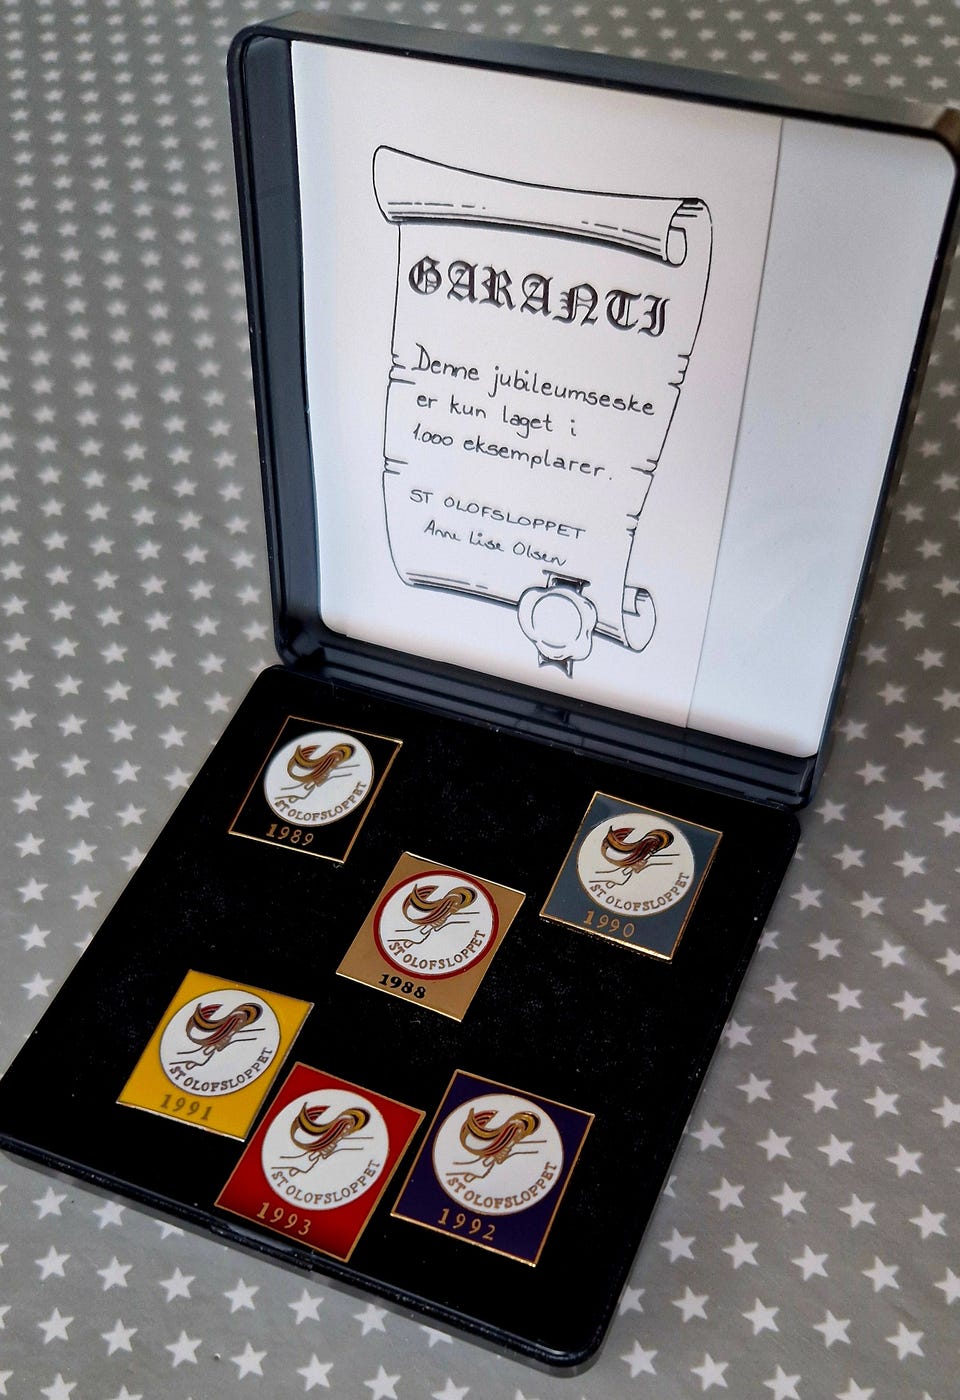 GARANTI
Denne jubileumseske
er kun laget i
1.000 eksemplarer.
ST OLOFSLOPPET
Anne Lise Olsen
ST OLOFSLOPPET
1989
ST OLOFSLOPPET
1990
ST OLOFSLOPPET
1988
ST OLOFSLOPPET
1991
ST OLOFSLOPPET
1993
ST OLOFSLOPPET
1992